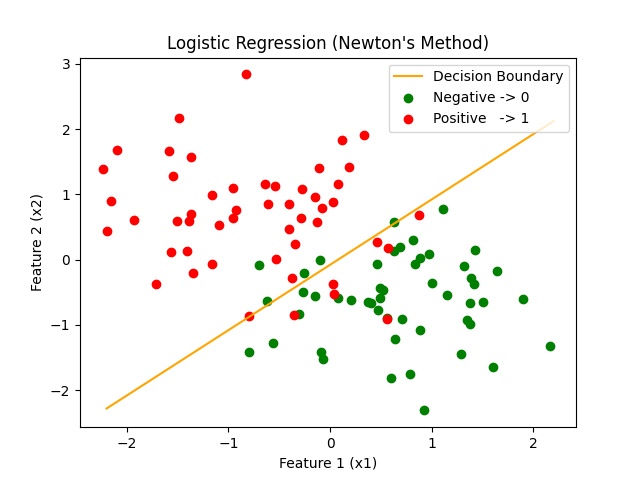 Logistic Regression (Newton's Method)
Decision Boundary
Negative -> 0
Positive   -> 1
3
2
1
0
−1
−2
Feature 2 (x2)
−2
−1
0
1
2
Feature 1 (x1)